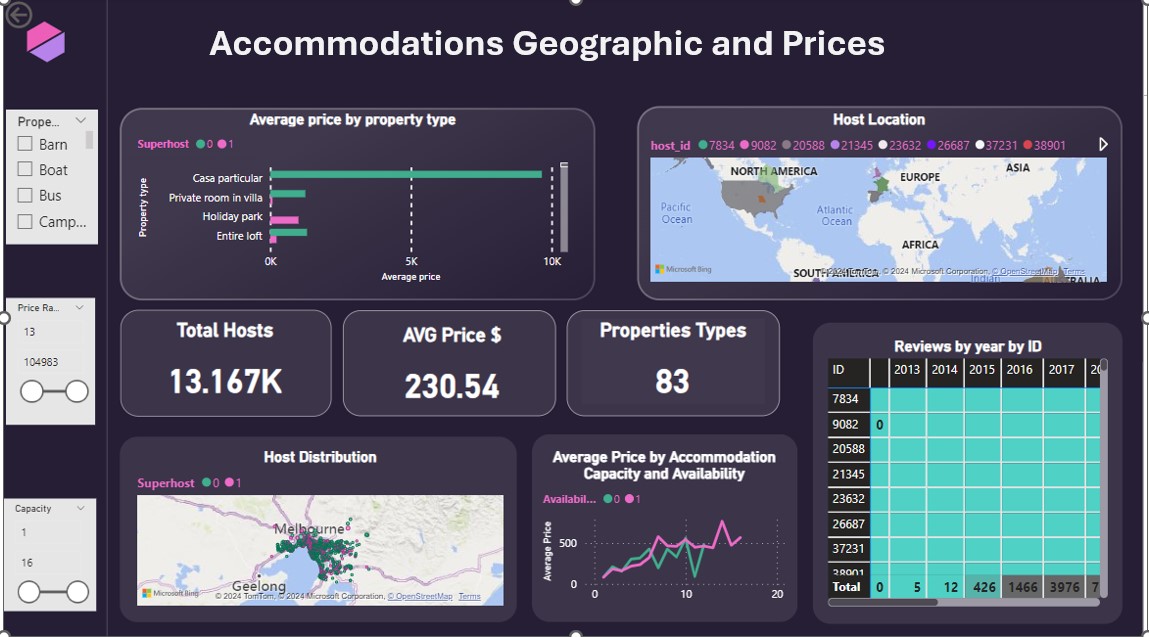 Accommodations Geographic and Prices
Prope...
Barn
Boat
Bus
Camp...
Price Ra...
13
104983
Capacity
1
16
Average price by property type
Superhost 0 1
Property type
Casa particular
Private room in villa
Holiday park
Entire loft
0K 5K 10K
Average price
Host Location
host_id 7834 9082 20588 21345 23632 26687 37231 38901
NORTH AMERICA
EUROPE
ASIA
Pacific
Ocean
Atlantic
Ocean
AFRICA
SOUTH AMERICA
Indian
Microsoft Bing
© 2024 TomTom, © 2024 Microsoft Corporation, © OpenStreetMap Terms
Total Hosts
13.167K
AVG Price $
230.54
Properties Types
83
Reviews by year by ID
ID 2013 2014 2015 2016 2017 20
7834
9082 0
20588
21345
23632
26687
37231
38901
Total 0 5 12 426 1466 3976 7
Host Distribution
Superhost 0 1
Melbourne
Geelong
Microsoft Bing
© 2024 TomTom, © 2024 Microsoft Corporation, © OpenStreetMap Terms
Average Price by Accommodation
Capacity and Availability
Availabil... 0 1
Average Price
500
0
0 10 20